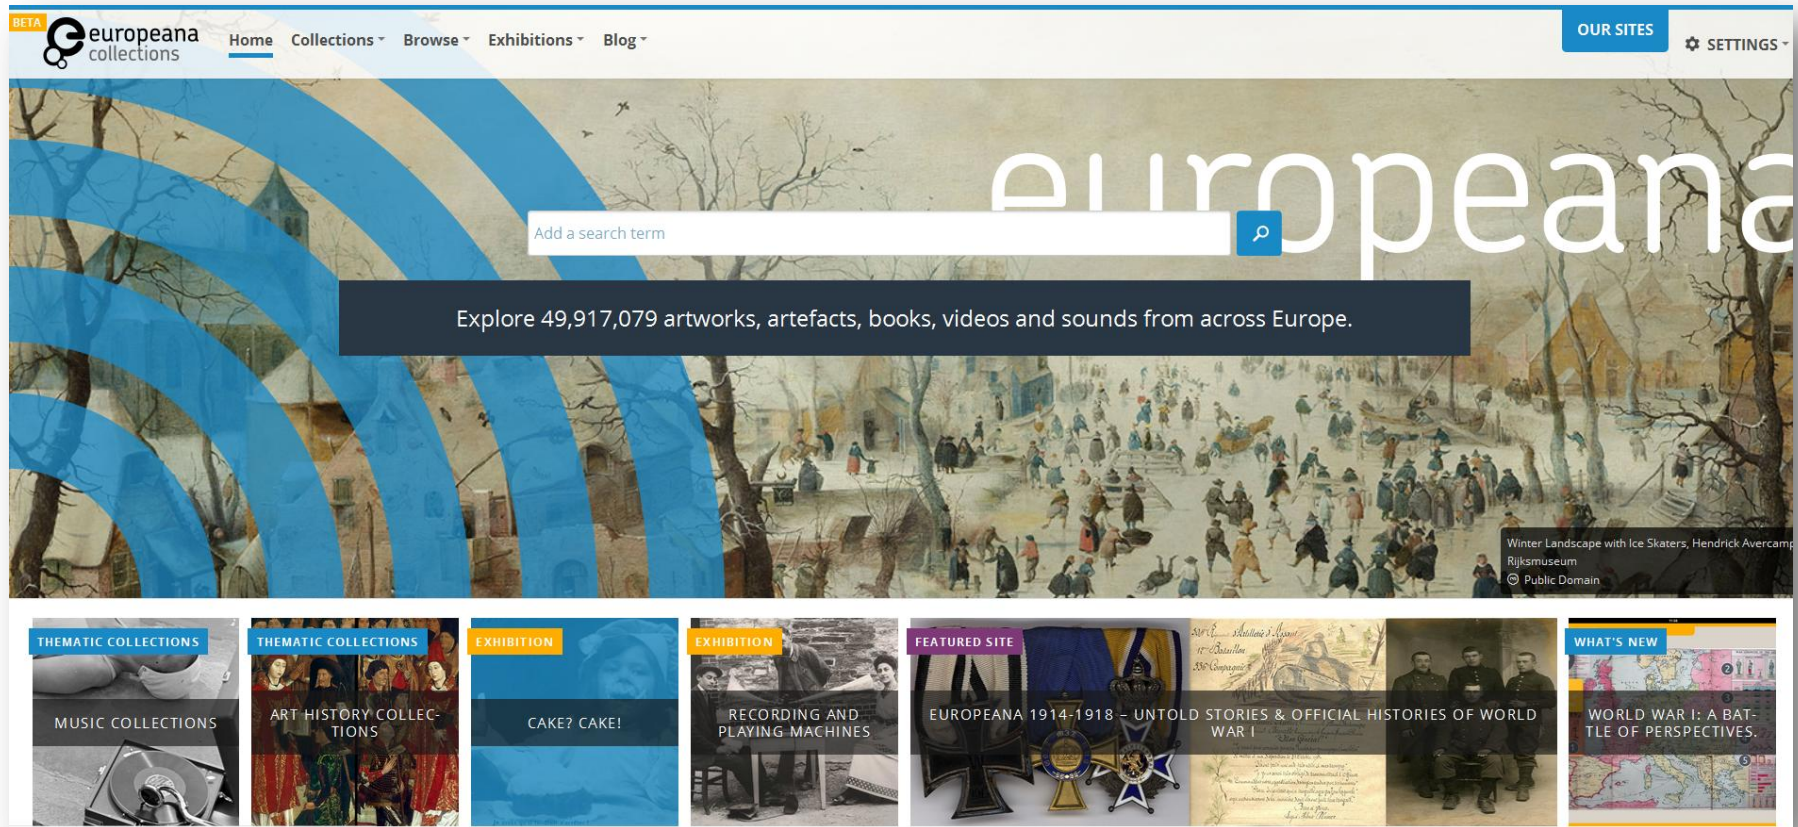 BETA
europeana
collections
Home
Collections
Browse
Exhibitions
Blog
OUR SITES
SETTINGS
europeana
Add a search term
Explore 49,917,079 artworks, artefacts, books, videos and sounds from across Europe.
Winter Landscape with Ice Skaters, Hendrick Avercamp
Rijksmuseum
Public Domain
THEMATIC COLLECTIONS
MUSIC COLLECTIONS
THEMATIC COLLECTIONS
ART HISTORY COLLEC-
TIONS
EXHIBITION
CAKE? CAKE!
EXHIBITION
RECORDING AND
PLAYING MACHINES
FEATURED SITE
EUROPEANA 1914-1918 – UNTOLD STORIES & OFFICIAL HISTORIES OF WORLD
WAR I
WHAT'S NEW
WORLD WAR I: A BAT-
TLE OF PERSPECTIVES.
2
3
5